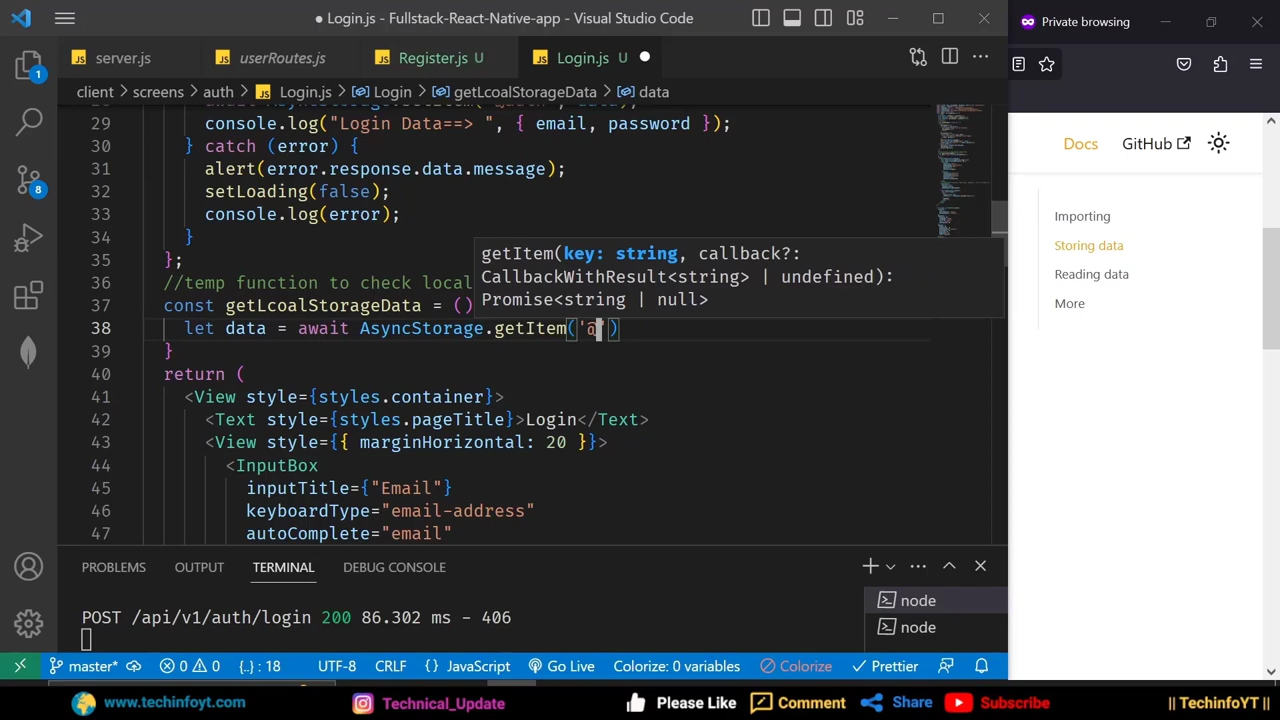 ● Login.js - Fullstack-React-Native-app - Visual Studio Code
Private browsing
server.js
userRoutes.js
Register.js U
Login.js U
client > screens > auth > Login.js > Login > getLcoalStorageData > data
29 console.log("Login Data==> ", { email, password });
30 } catch (error) {
31 alert(error.response.data.message);
32 setLoading(false);
33 console.log(error);
34 }
35 };
36 //temp function to check local
37 const getLcoalStorageData = ()
38 let data = await AsyncStorage.getItem('@')
39 }
40 return (
41 <View style={styles.container}>
42 <Text style={styles.pageTitle}>Login</Text>
43 <View style={{ marginHorizontal: 20 }}>
44 <InputBox
45 inputTitle={"Email"}
46 keyboardType="email-address"
47 autoComplete="email"
getItem(key: string, callback?:
CallbackWithResult<string> | undefined):
Promise<string | null>
1
8
PROBLEMS OUTPUT TERMINAL DEBUG CONSOLE
POST /api/v1/auth/login 200 86.302 ms - 406
node
node
master* 0 0 {..} : 18 UTF-8 CRLF {} JavaScript Go Live Colorize: 0 variables Colorize Prettier
Docs
GitHub
Importing
Storing data
Reading data
More
www.techinfoyt.com Technical_Update Please Like Comment Share Subscribe || TechinfoYT ||